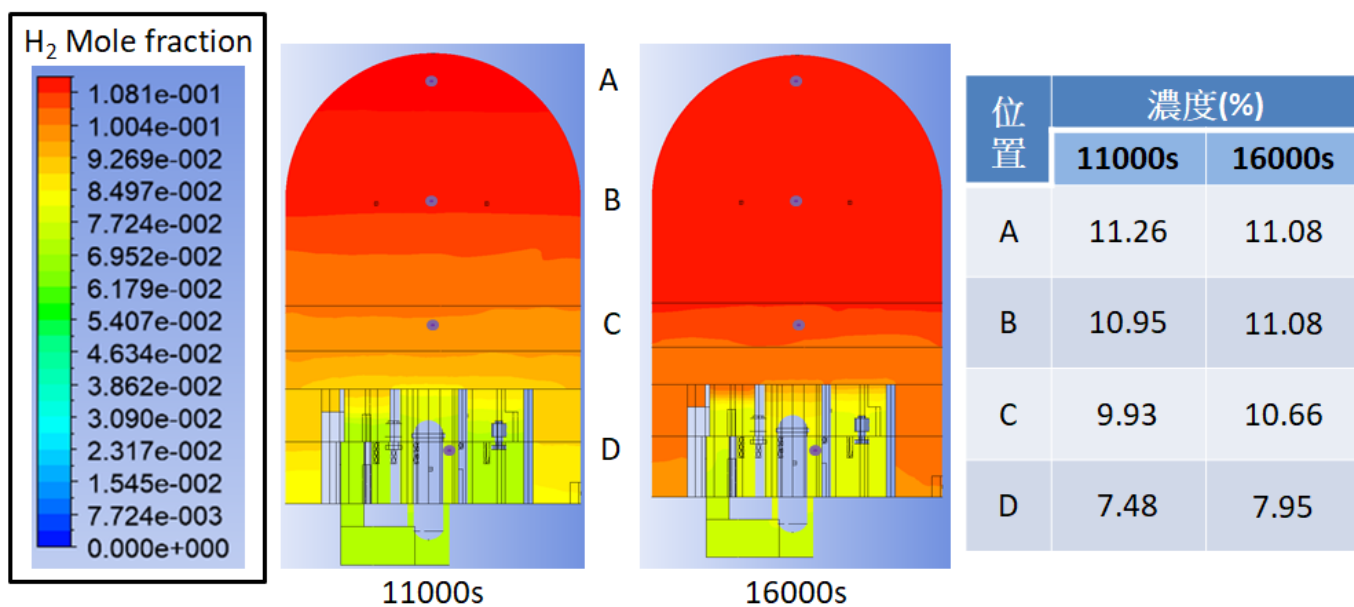 H₂ Mole fraction
1.081e-001
1.004e-001
9.269e-002
8.497e-002
7.724e-002
6.952e-002
6.179e-002
5.407e-002
4.634e-002
3.862e-002
3.090e-002
2.317e-002
1.545e-002
7.724e-003
0.000e+000
A
B
C
D
11000s
16000s
位置 濃度(%)
11000s 16000s
A 11.26 11.08
B 10.95 11.08
C 9.93 10.66
D 7.48 7.95